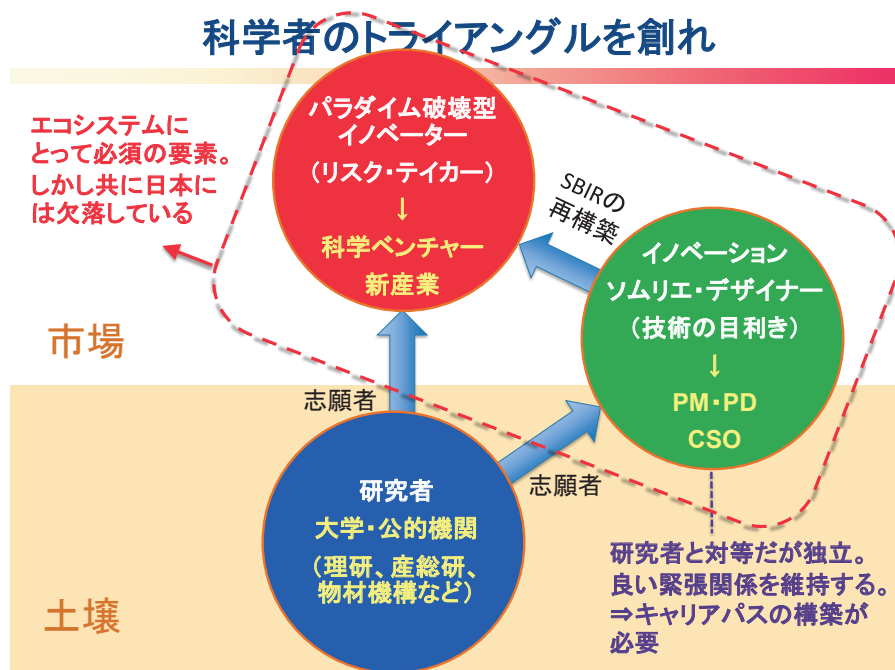 科学者のトライアングルを創れ
エコシステムに
とって必須の要素。
しかし共に日本に
は欠落している
パラダイム破壊型
イノベーター
(リスク・テイカー)
↓
科学ベンチャー
新産業
SBIRの
再構築
イノベーション
ソムリエ・デザイナー
(技術の目利き)
↓
PM・PD
CSO
市場
志願者
志願者
研究者
大学・公的機関
(理研、産総研、
物材機構など)
研究者と対等だが独立。
良い緊張関係を維持する。
⇒キャリアパスの構築が
必要
土壌